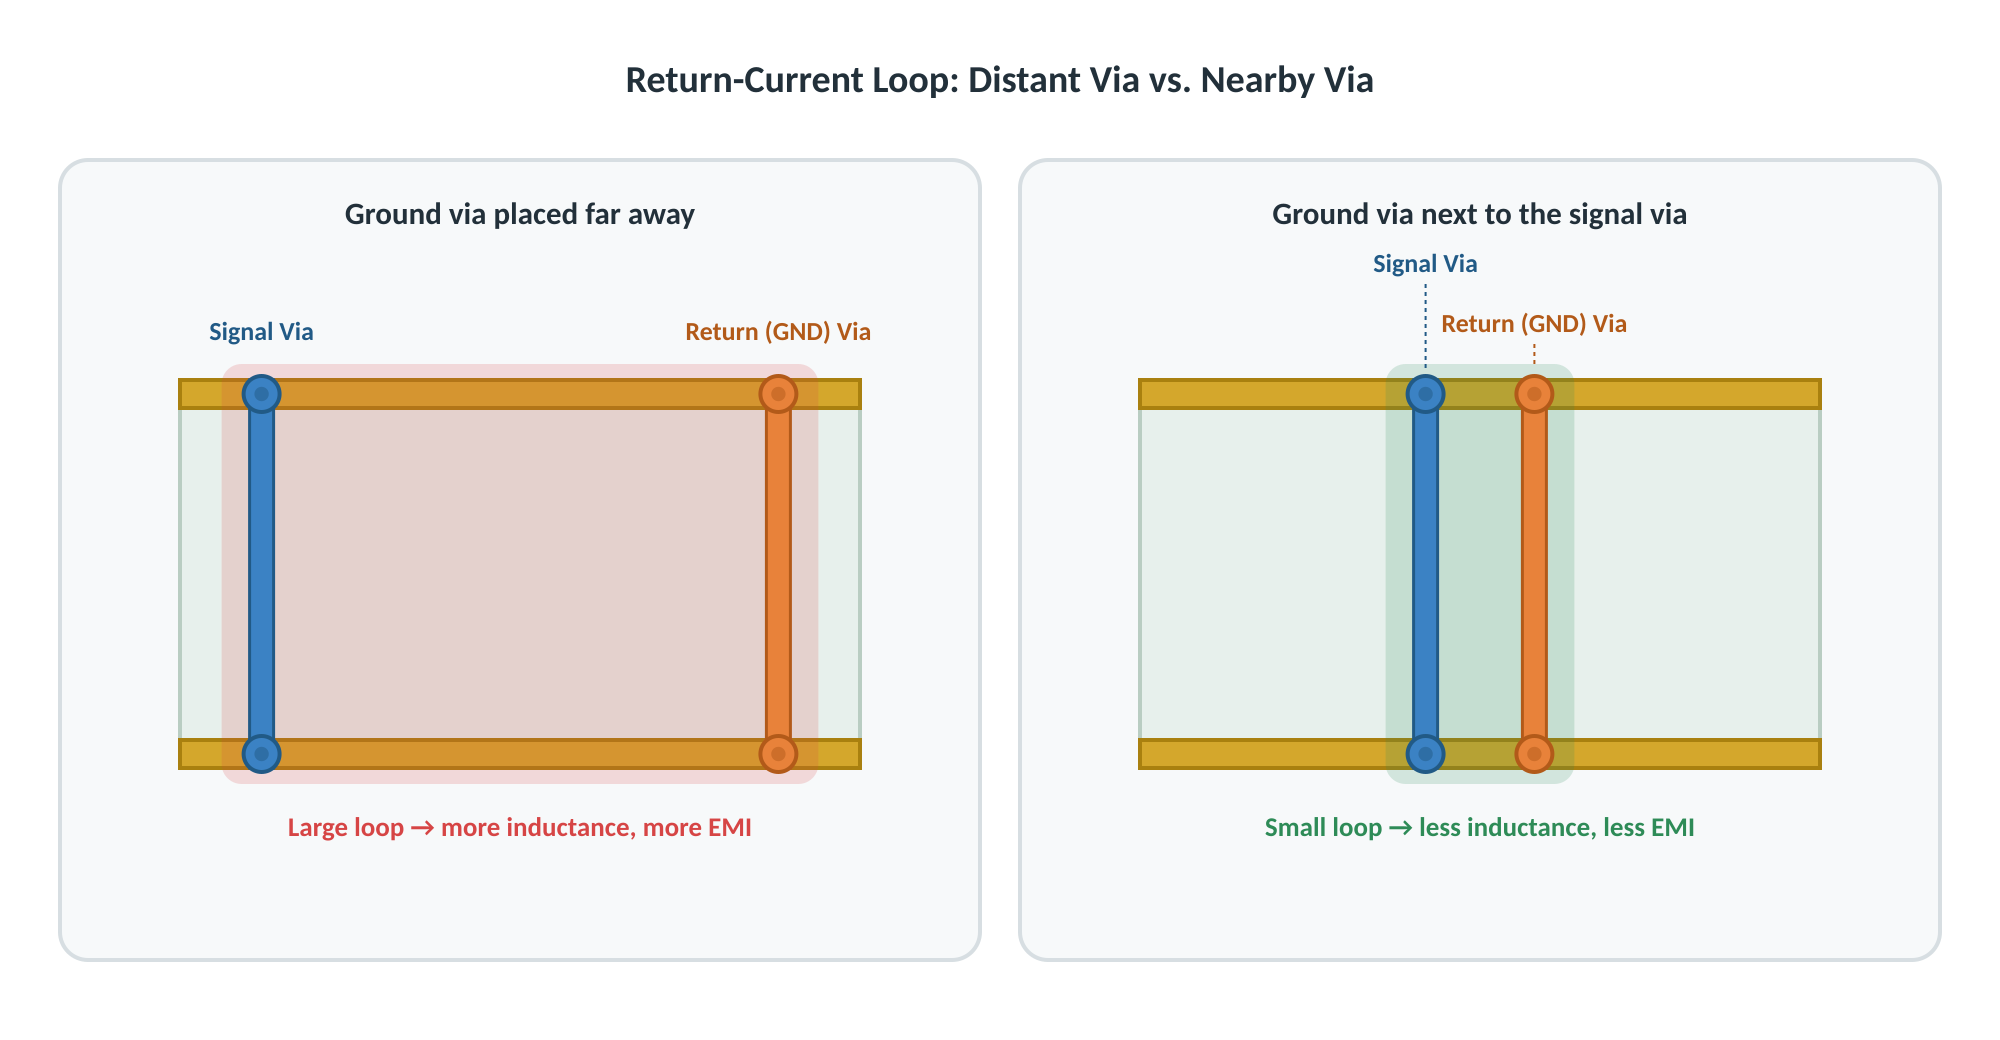 Return-Current Loop: Distant Via vs. Nearby Via
Ground via placed far away
Signal Via
Return (GND) Via
Large loop → more inductance, more EMI
Ground via next to the signal via
Signal Via
Return (GND) Via
Small loop → less inductance, less EMI